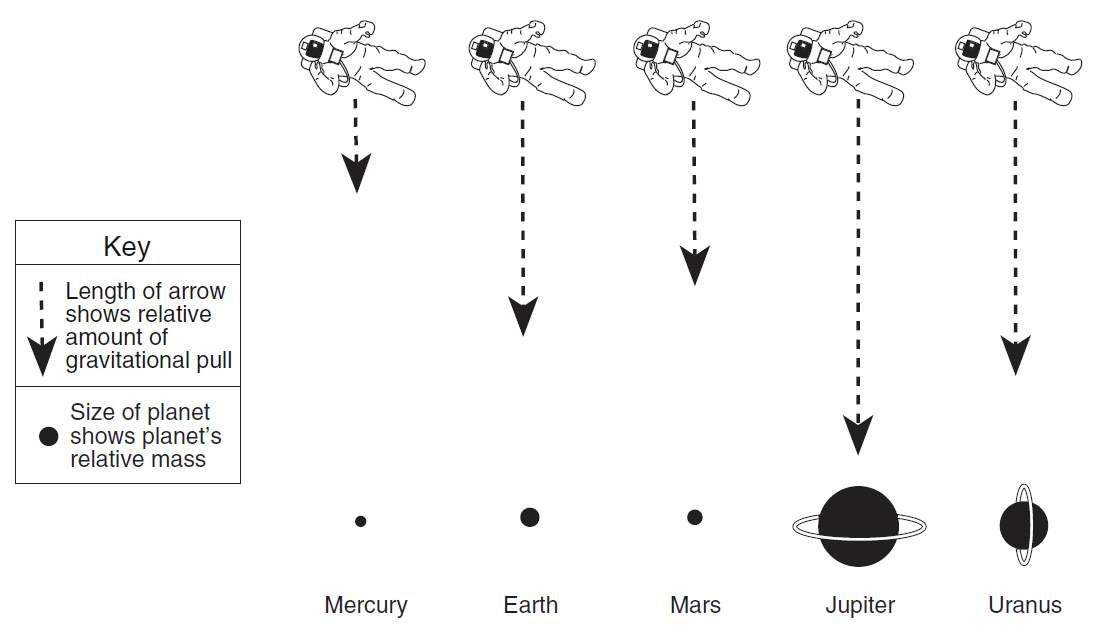 Key
Length of arrow
shows relative
amount of
gravitational pull
Size of planet
shows planet's
relative mass
Mercury
Earth
Mars
Jupiter
Uranus